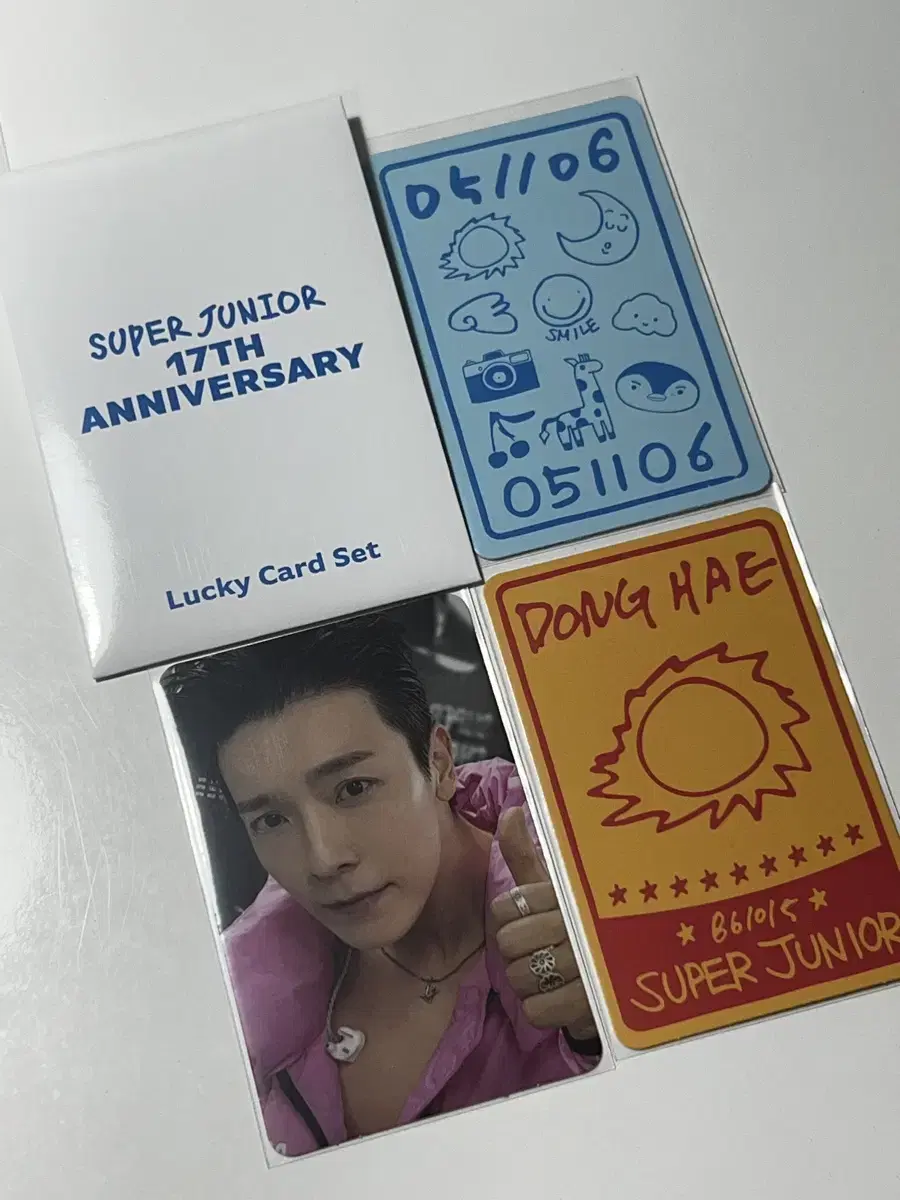 SUPER JUNIOR
17TH
ANNIVERSARY
Lucky Card Set
051106
SMILE
051106
DONG HAE
861015
SUPER JUNIOR